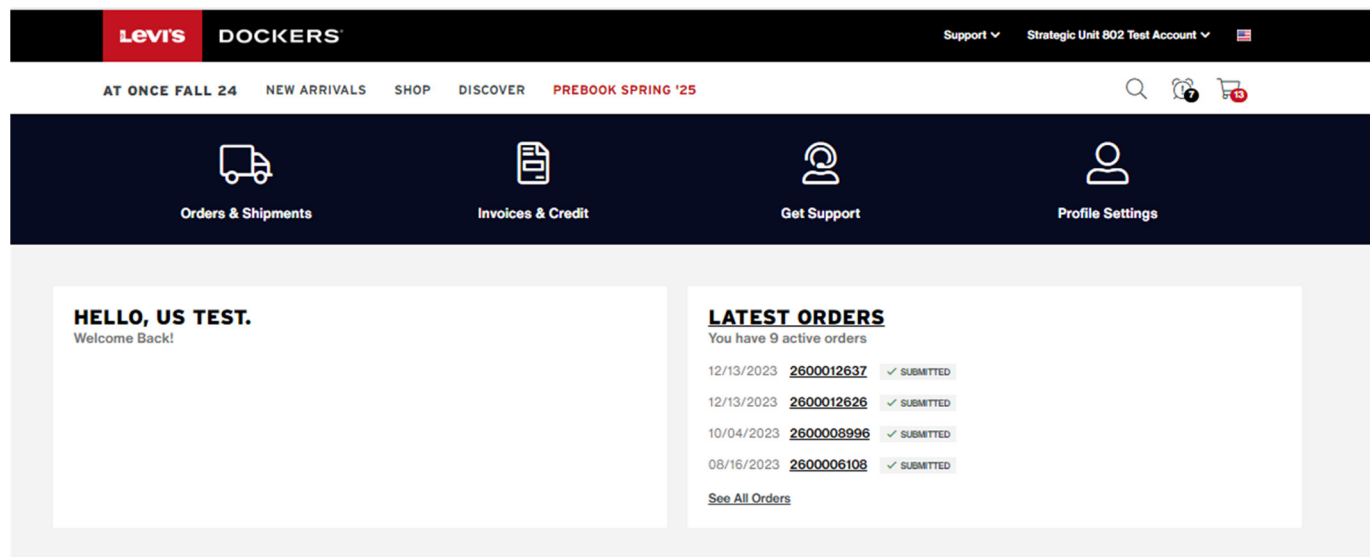 Levi's DOCKERS® Support Strategic Unit 802 Test Account
AT ONCE FALL 24 NEW ARRIVALS SHOP DISCOVER PREBOOK SPRING '25 7 13
Orders & Shipments Invoices & Credit Get Support Profile Settings
HELLO, US TEST.
Welcome Back!
LATEST ORDERS
You have 9 active orders
12/13/2023 2600012637 SUBMITTED
12/13/2023 2600012626 SUBMITTED
10/04/2023 2600008996 SUBMITTED
08/16/2023 2600006108 SUBMITTED
See All Orders